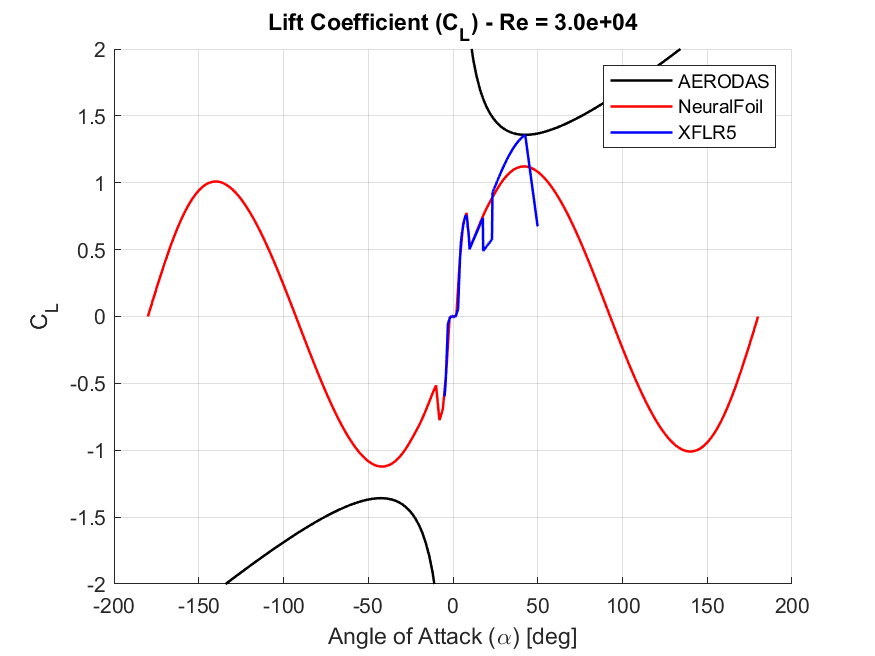 Lift Coefficient (C_L) - Re = 3.0e+04
2
1.5
1
0.5
0
-0.5
-1
-1.5
-2
C_L
AERODAS
NeuralFoil
XFLR5
-200 -150 -100 -50 0 50 100 150 200
Angle of Attack (α) [deg]